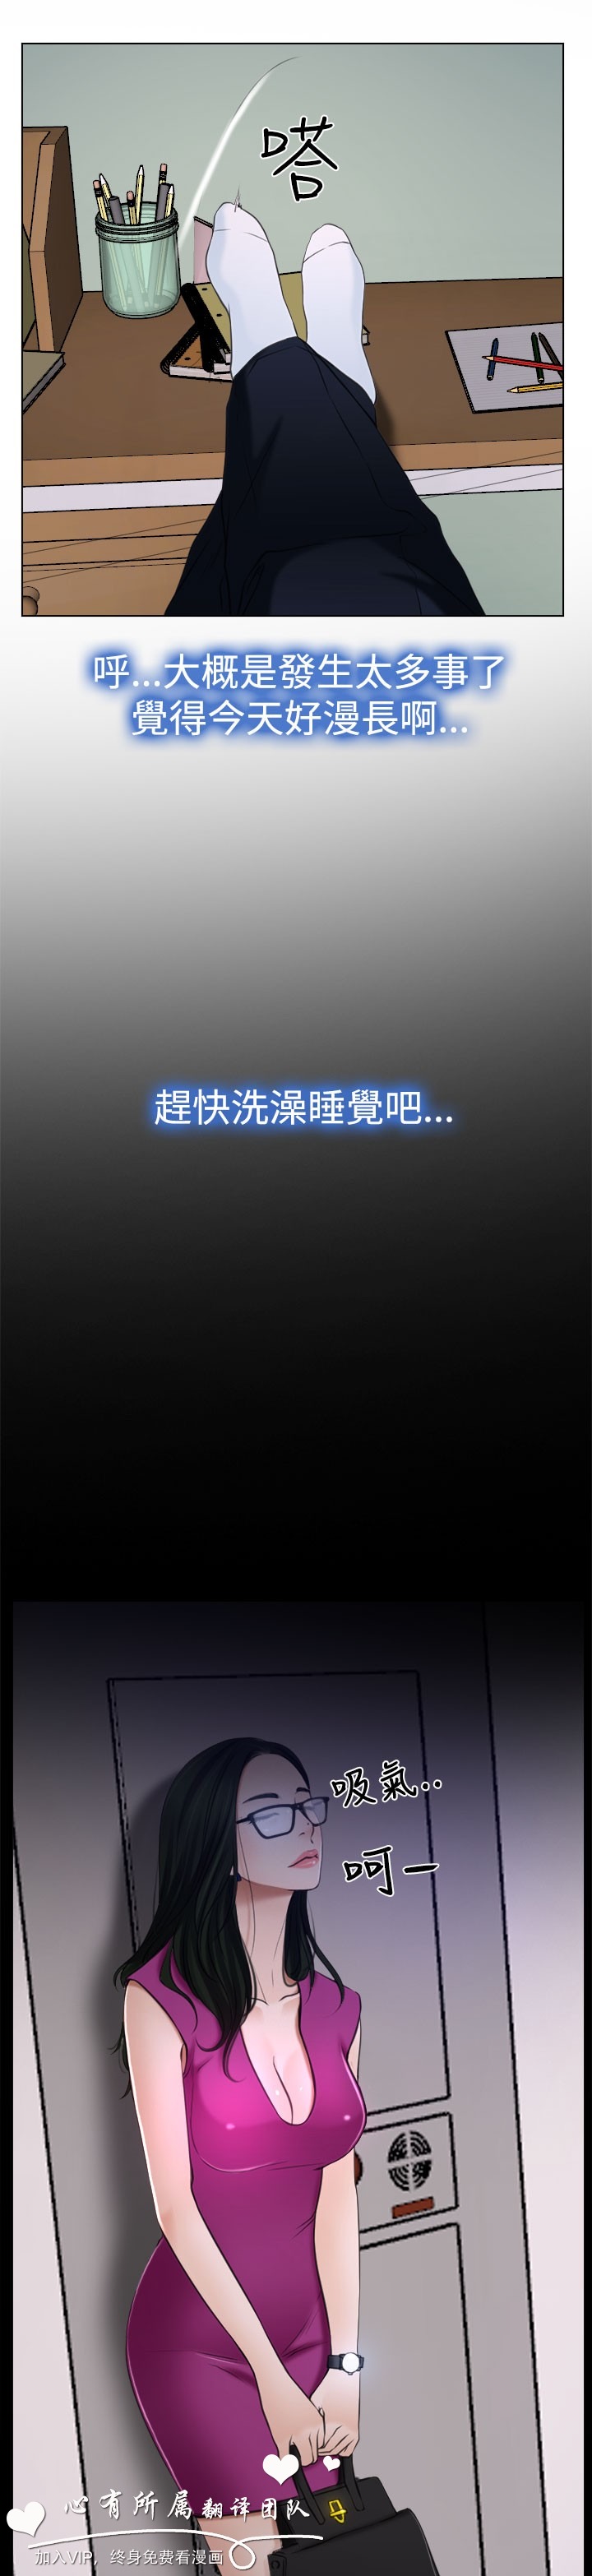 嗒
呼...大概是發生太多事了
覺得今天好漫長啊...
趕快洗澡睡覺吧...
吸氣..
呵一
心有所属翻译团队
加入VIP，终身免费看漫画